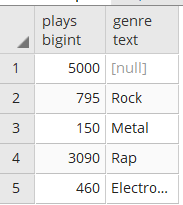 plays genre
bigint text
1 5000 [null]
2 795 Rock
3 150 Metal
4 3090 Rap
5 460 Electro...